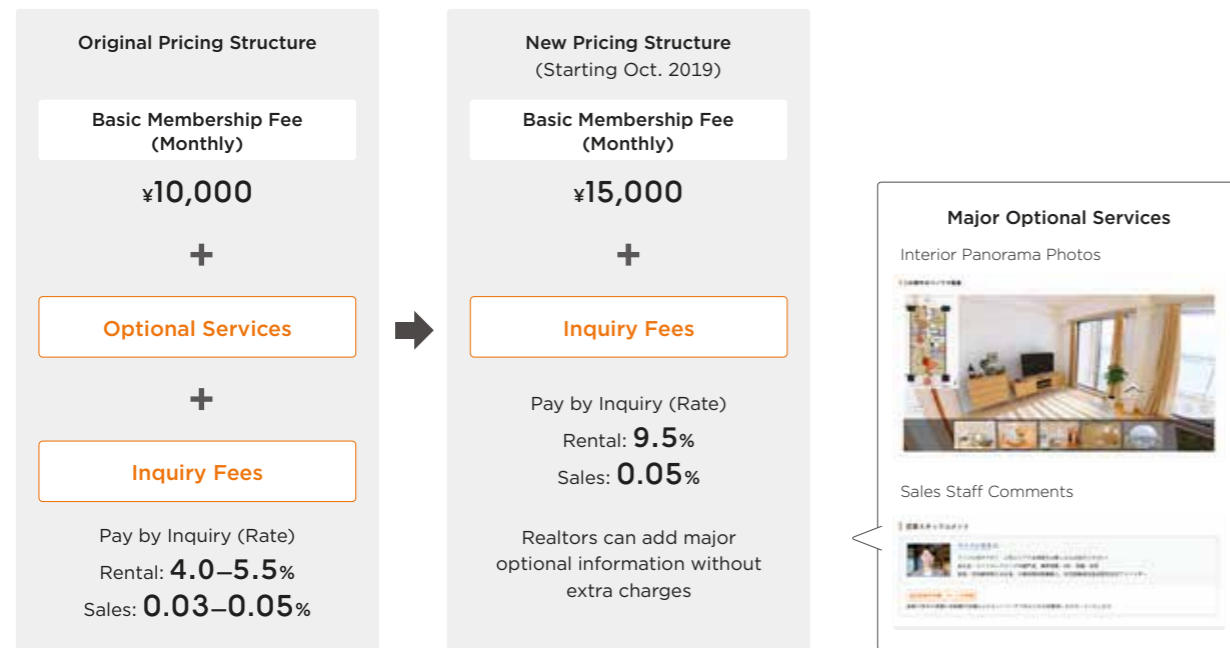 Original Pricing Structure
Basic Membership Fee
(Monthly)
¥10,000
+
Optional Services
+
Inquiry Fees
Pay by Inquiry (Rate)
Rental: 4.0–5.5%
Sales: 0.03–0.05%
New Pricing Structure
(Starting Oct. 2019)
Basic Membership Fee
(Monthly)
¥15,000
+
Inquiry Fees
Pay by Inquiry (Rate)
Rental: 9.5%
Sales: 0.05%
Realtors can add major
optional information without
extra charges
Major Optional Services
Interior Panorama Photos
Sales Staff Comments